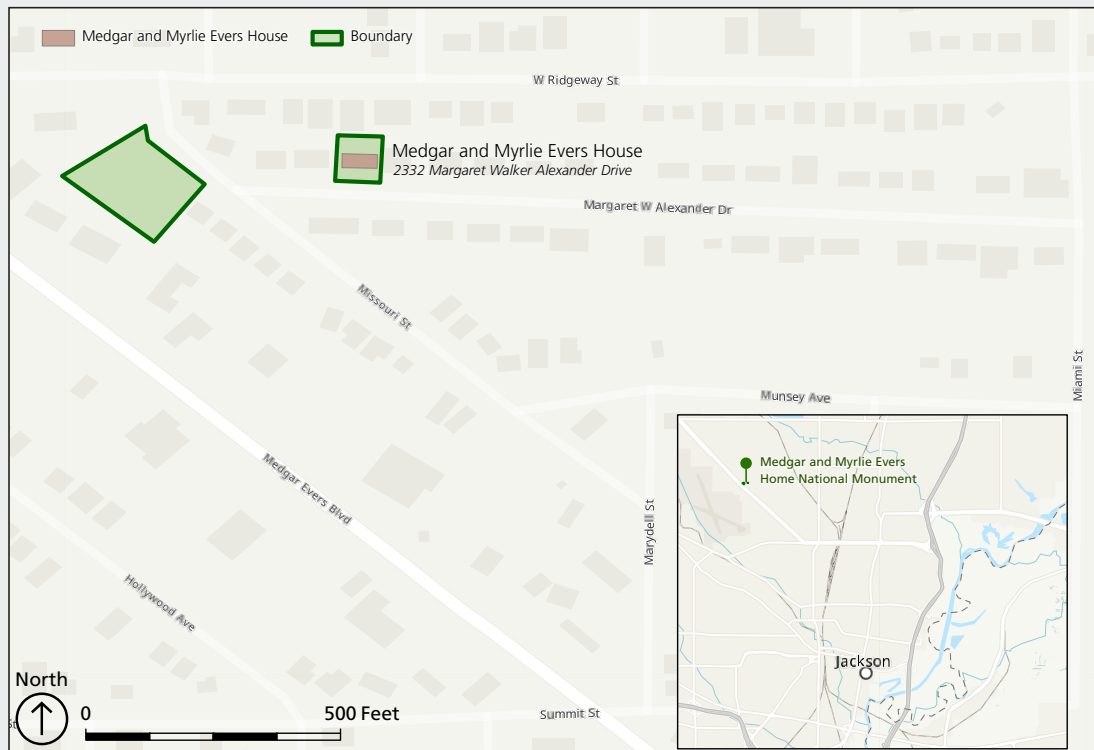 Medgar and Myrlie Evers House
Boundary
W Ridgeway St
Medgar and Myrlie Evers House
2332 Margaret Walker Alexander Drive
Margaret W Alexander Dr
Missouri St
Miami St
Munsey Ave
Medgar Evers Blvd
Marydell St
Hollywood Ave
Medgar and Myrlie Evers
Home National Monument
Jackson
North
0
500 Feet
Summit St
St